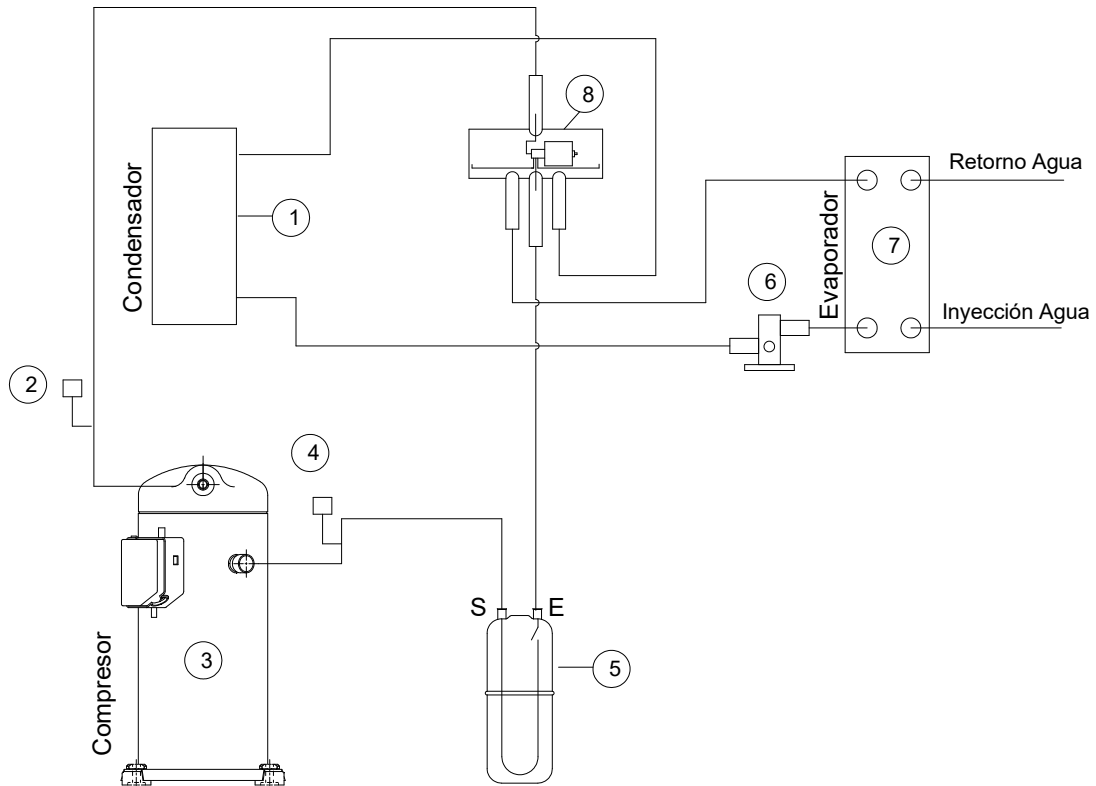 8
Retorno Agua
Condensador
1
Evaporador
7
6
Inyección Agua
2
4
S E
Compresor
3
5